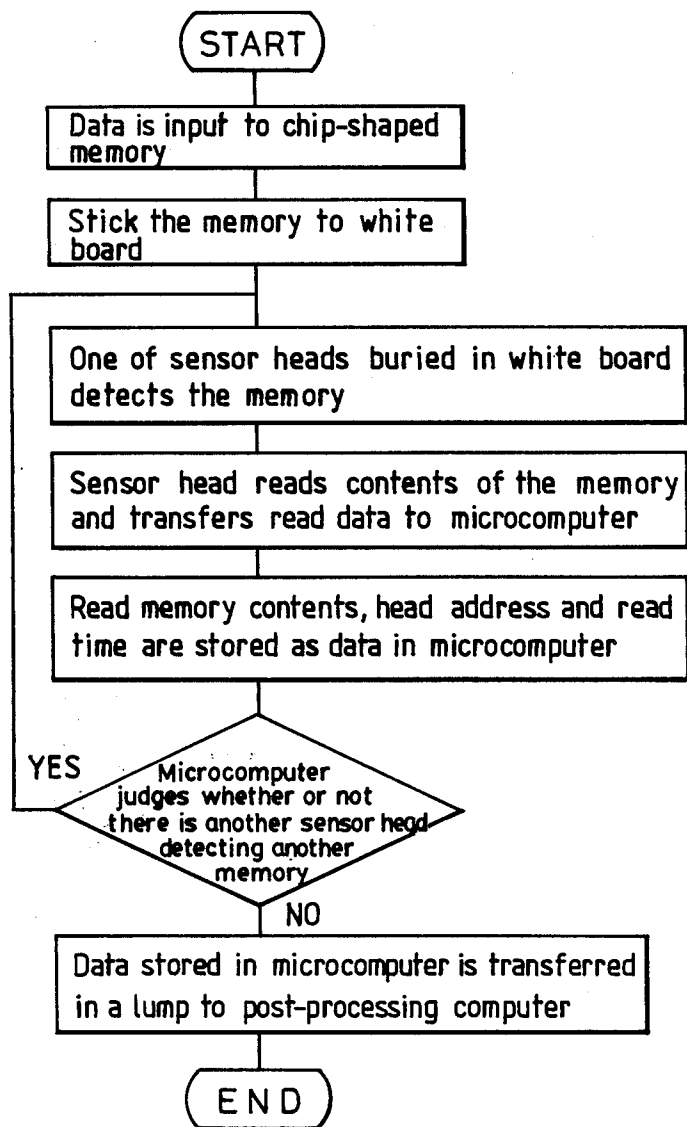 START
Data is input to chip-shaped
memory
Stick the memory to white
board
One of sensor heads buried in white board
detects the memory
Sensor head reads contents of the memory
and transfers read data to microcomputer
Read memory contents, head address and read
time are stored as data in microcomputer
YES
Microcomputer
judges whether or not
there is another sensor head
detecting another
memory
NO
Data stored in microcomputer is transferred
in a lump to post-processing computer
END